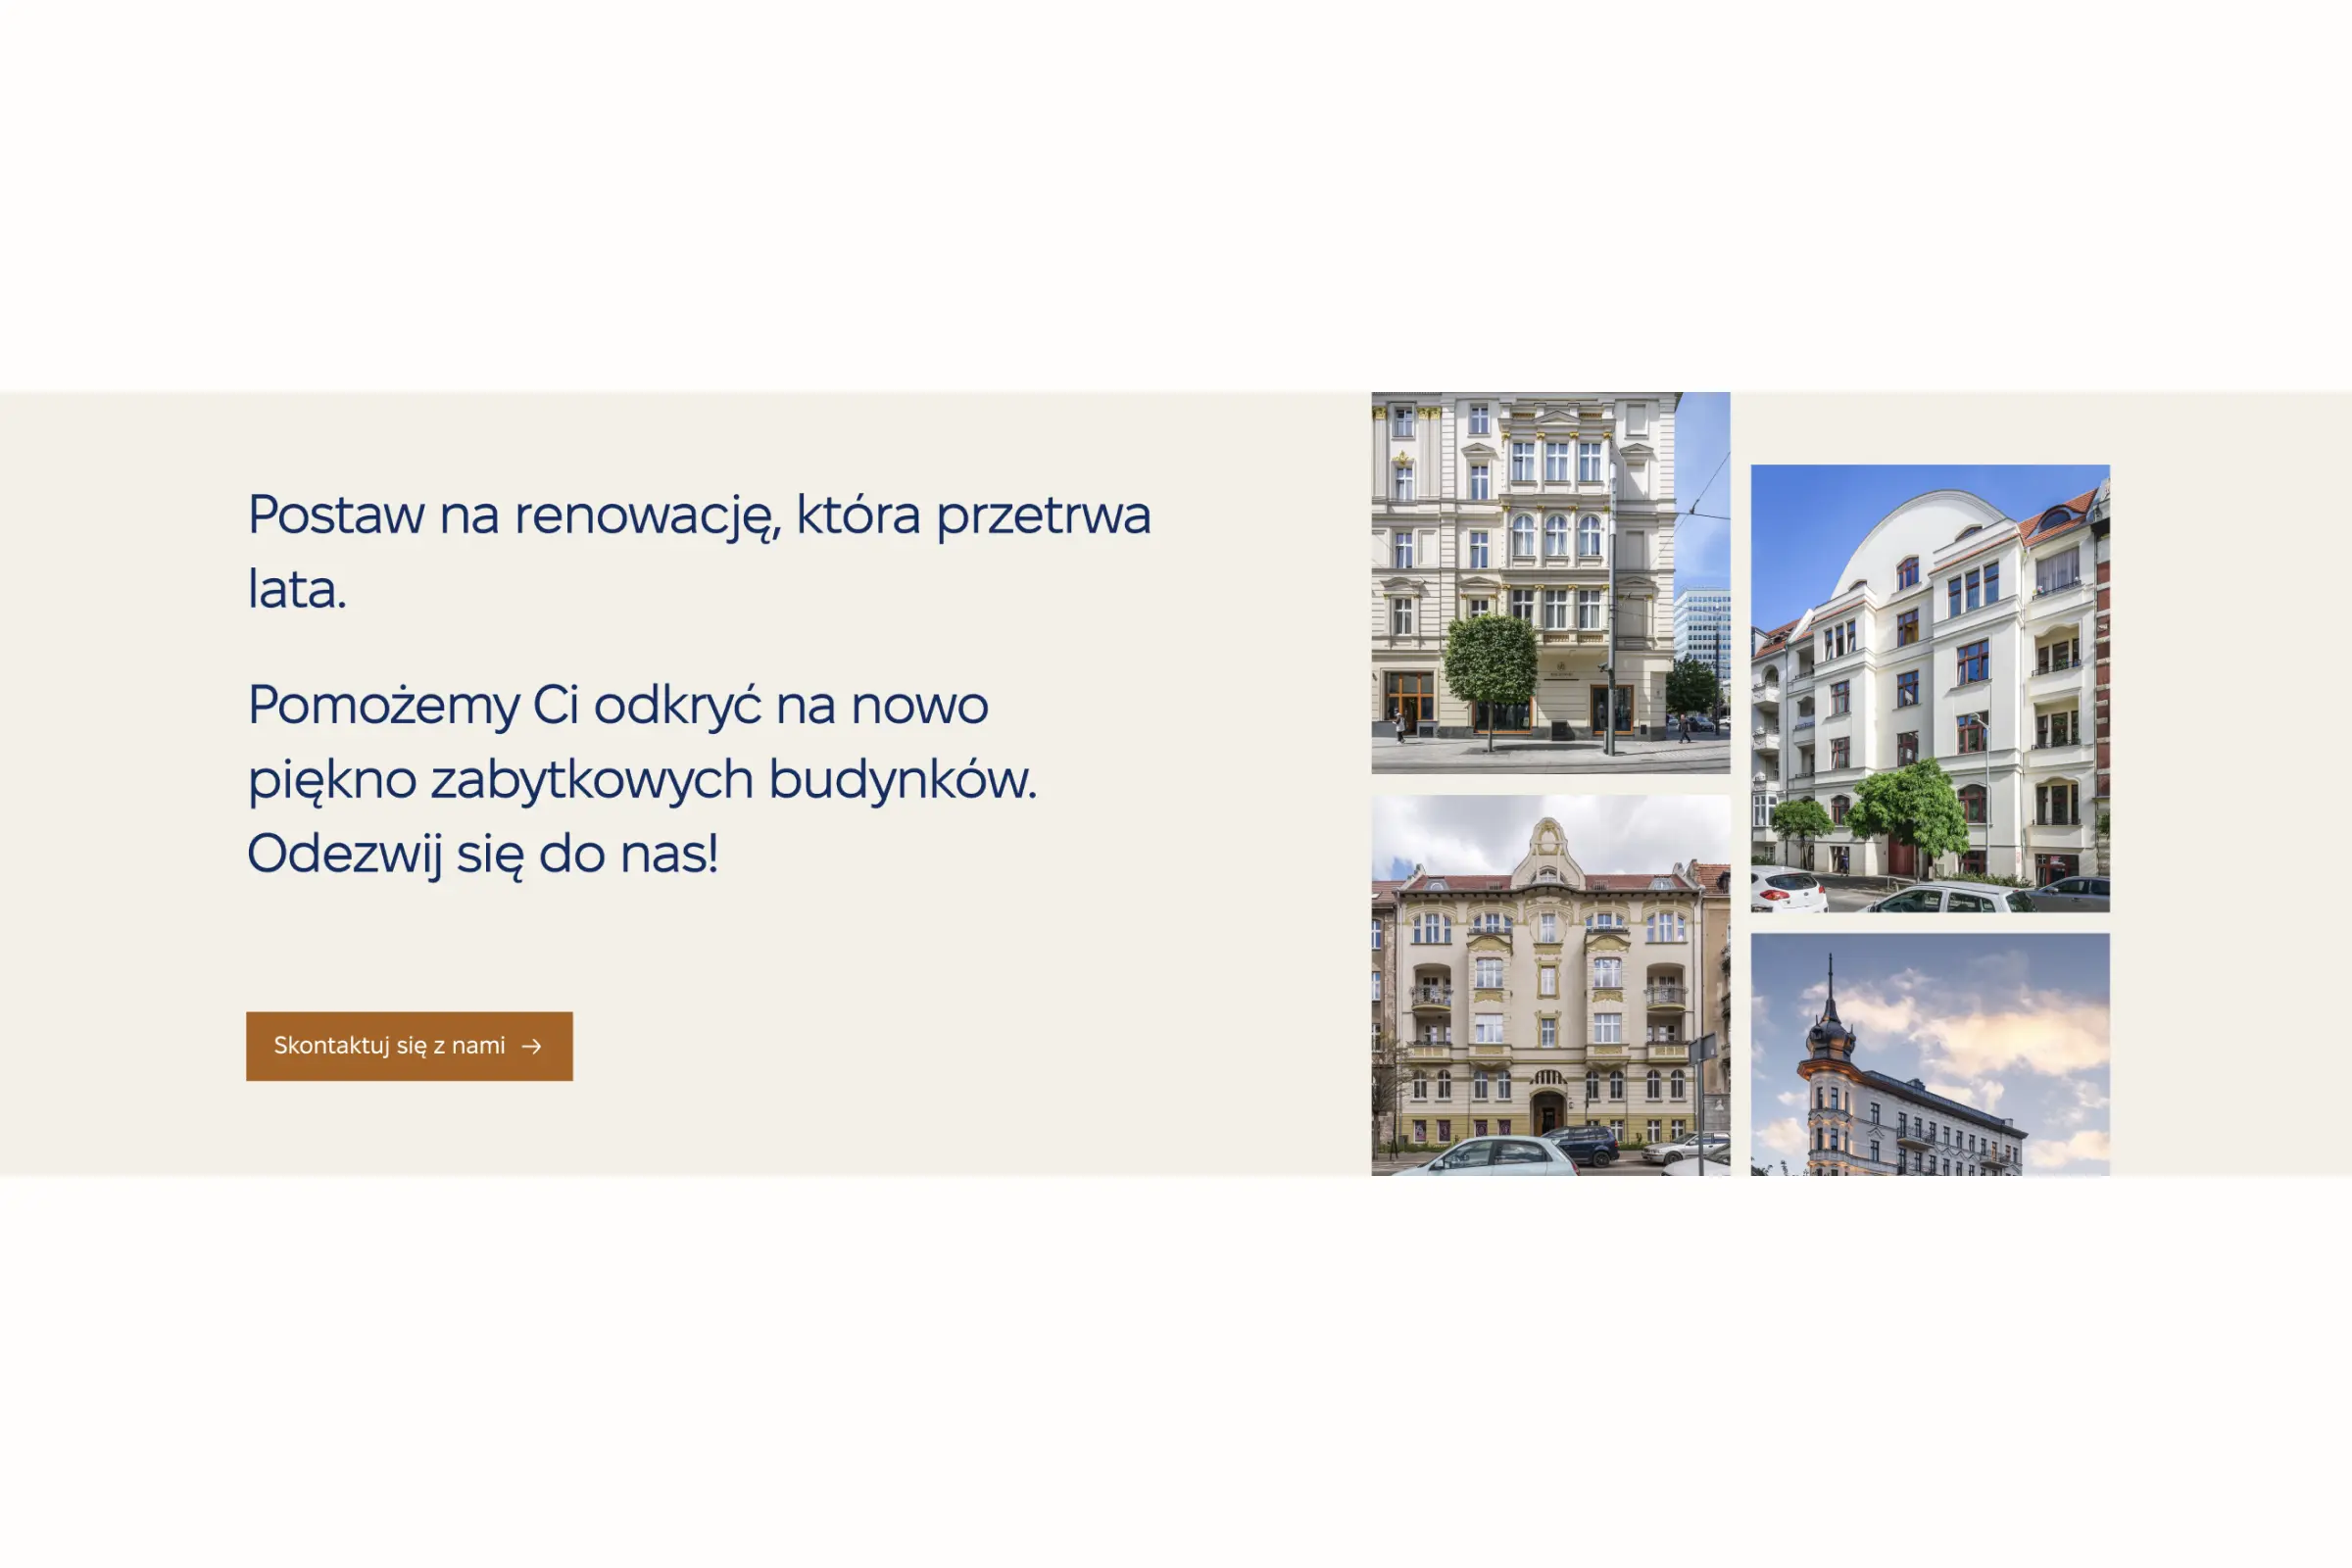 Postaw na renowację, która przetrwa
lata.
Pomożemy Ci odkryć na nowo
piękno zabytkowych budynków.
Odezwij się do nas!
Skontaktuj się z nami →